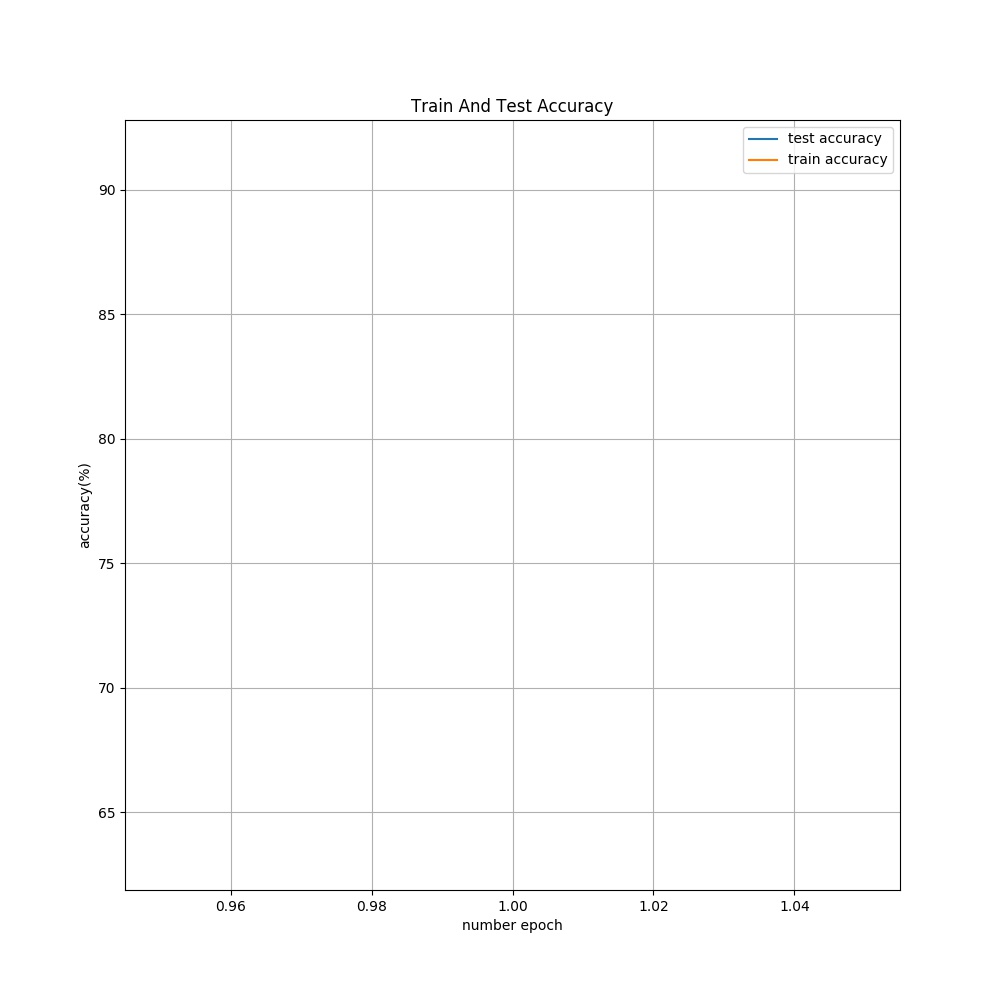 Train And Test Accuracy
test accuracy
train accuracy
90
85
80
75
70
65
accuracy(%)
0.96 0.98 1.00 1.02 1.04
number epoch